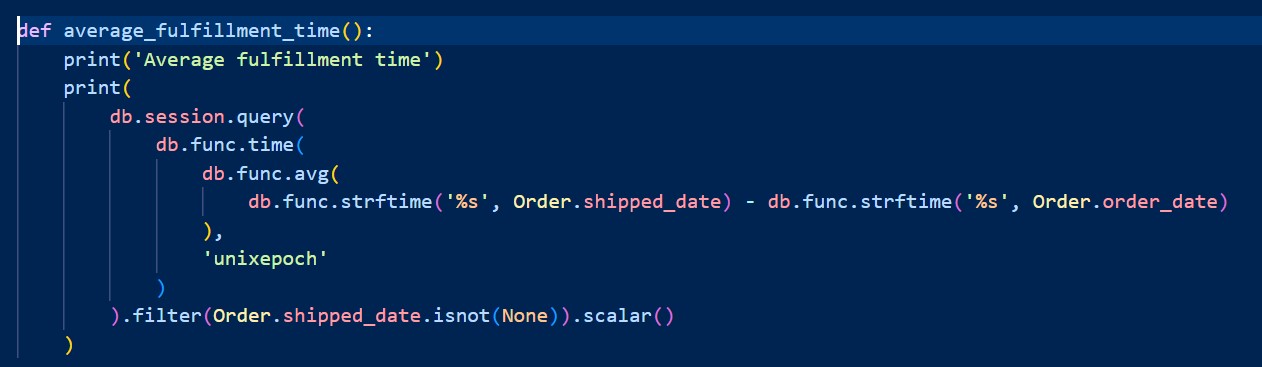 def average_fulfillment_time():
    print('Average fulfillment time')
    print(
        db.session.query(
            db.func.time(
                db.func.avg(
                    db.func.strftime('%s', Order.shipped_date) - db.func.strftime('%s', Order.order_date)
                ),
                'unixepoch'
            )
        ).filter(Order.shipped_date.isnot(None)).scalar()
    )